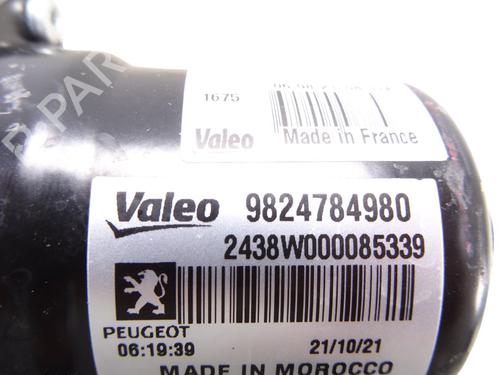 1675
Valeo
Made in France
Valeo 9824784980
2438W000085339
PEUGEOT
06:19:39 21/10/21
MADE IN MOROCCO